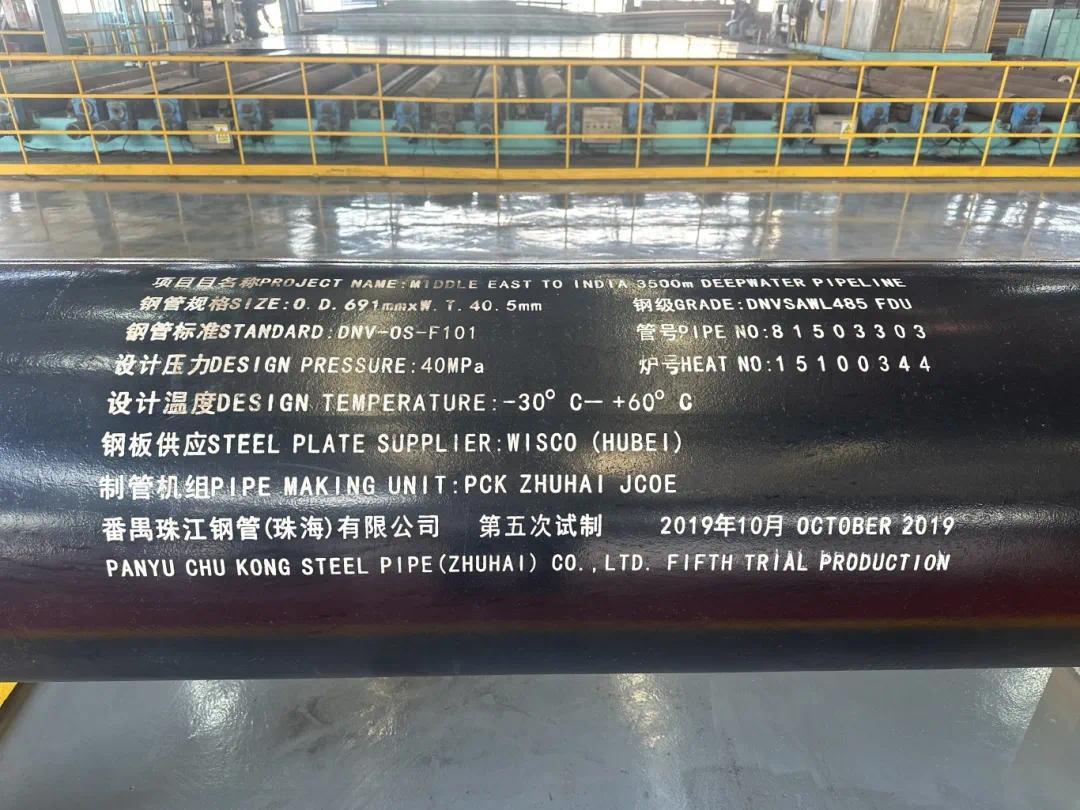 项目目名称PROJECT NAME:MIDDLE EAST TO INDIA 3500m DEEPWATER PIPELINE
钢管规格SIZE:O.D.691mmxW.T.40.5mm 钢级GRADE:DNVSAWL485 FDU
钢管标准STANDARD:DNV-OS-F101 管号PIPE NO:81503303
设计压力DESIGN PRESSURE:40MPa 炉号HEAT NO:15100344
设计温度DESIGN TEMPERATURE:-30° C— +60° C
钢板供应STEEL PLATE SUPPLIER:WISCO (HUBEI)
制管机组PIPE MAKING UNIT:PCK ZHUHAI JCOE
番禺珠江钢管(珠海)有限公司 第五次试制 2019年10月 OCTOBER 2019
PANYU CHU KONG STEEL PIPE(ZHUHAI) CO.,LTD. FIFTH TRIAL PRODUCTION